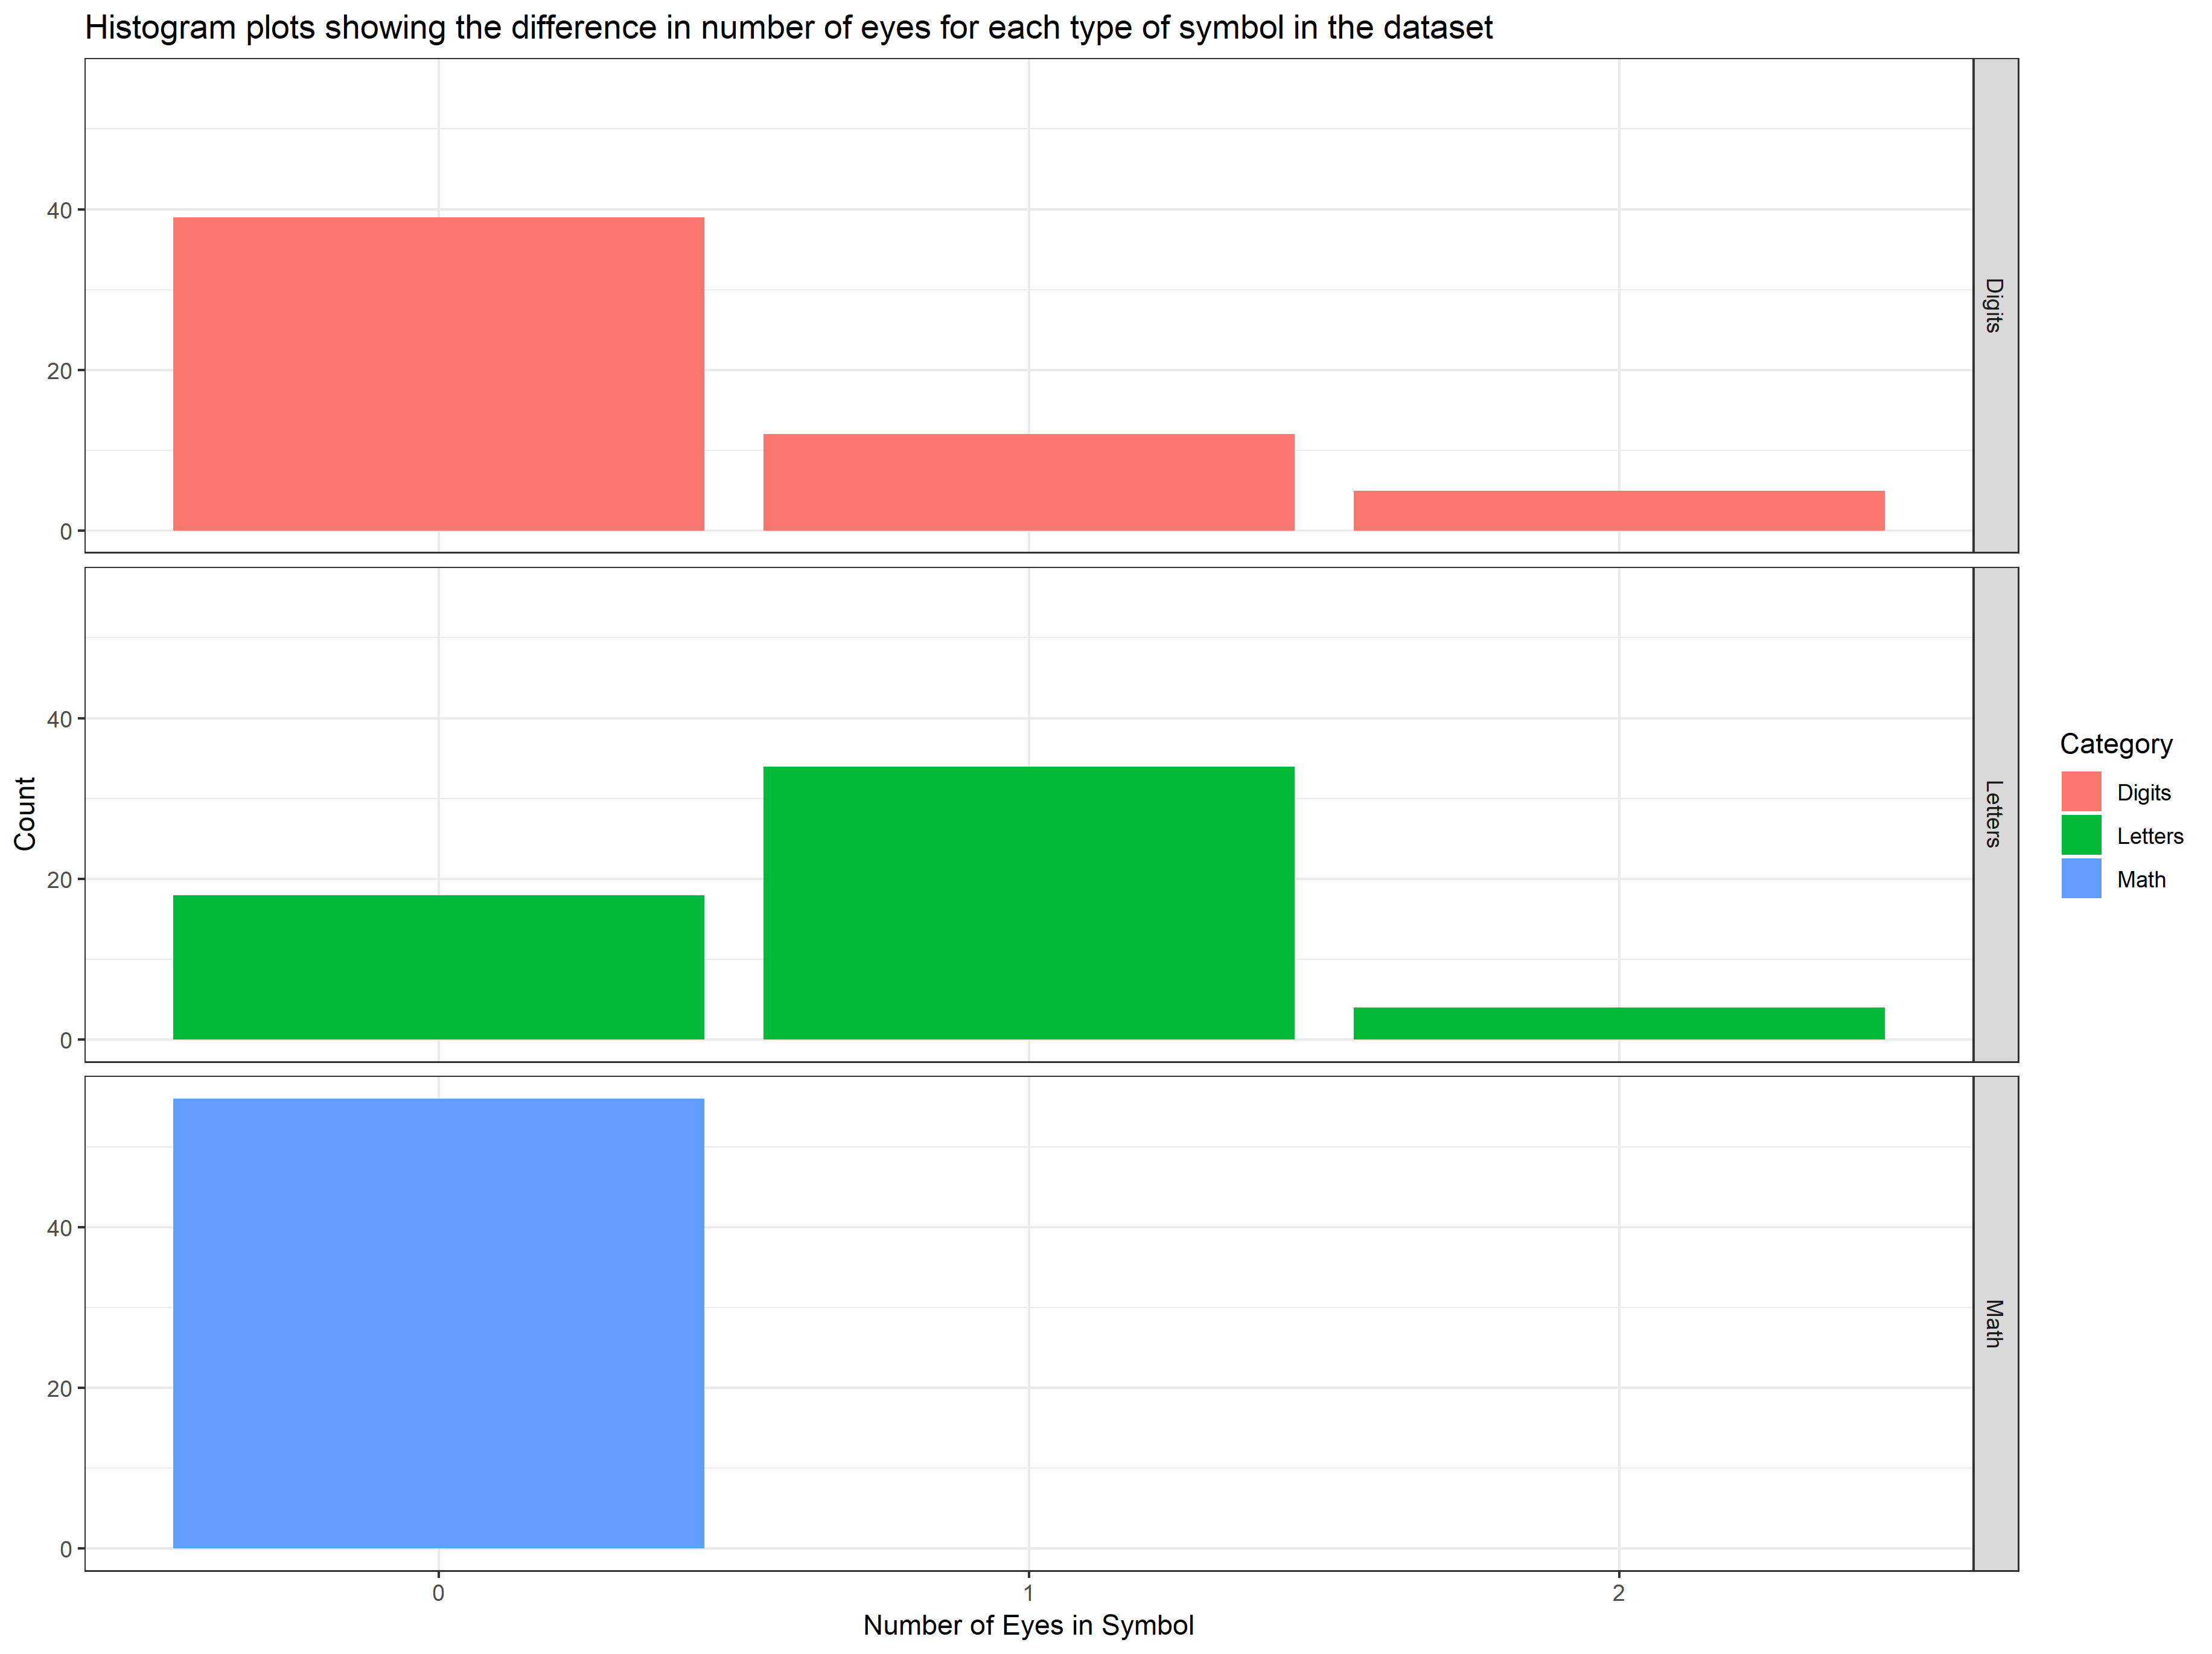 Histogram plots showing the difference in number of eyes for each type of symbol in the dataset
40
20
0
Digits
40
20
0
Letters
40
20
0
Math
0 1 2
Number of Eyes in Symbol
Count
Category
Digits
Letters
Math